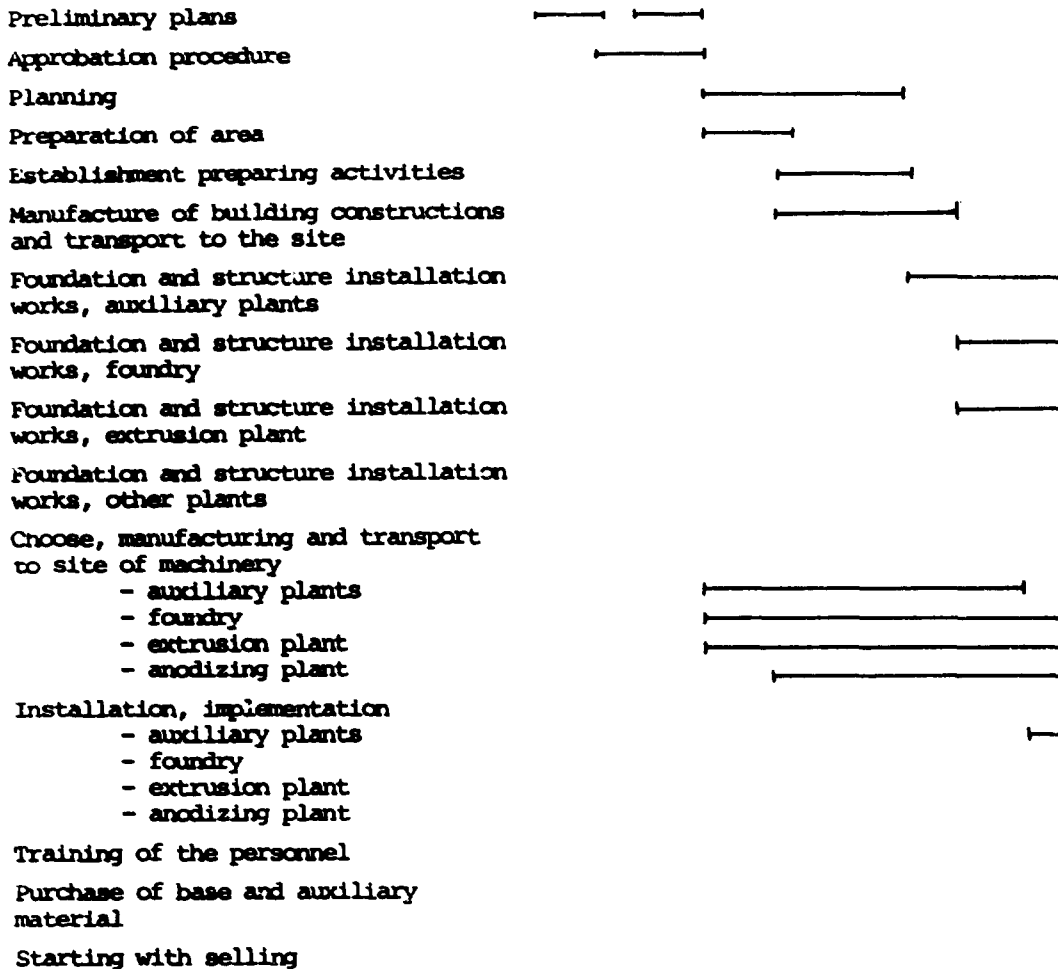 Preliminary plans
Approbation procedure
Planning
Preparation of area
Establishment preparing activities
Manufacture of building constructions
and transport to the site
Foundation and structure installation
works, auxiliary plants
Foundation and structure installation
works, foundry
Foundation and structure installation
works, extrusion plant
Foundation and structure installation
works, other plants
Choose, manufacturing and transport
to site of machinery
- auxiliary plants
- foundry
- extrusion plant
- anodizing plant
Installation, implementation
- auxiliary plants
- foundry
- extrusion plant
- anodizing plant
Training of the personnel
Purchase of base and auxiliary
material
Starting with selling